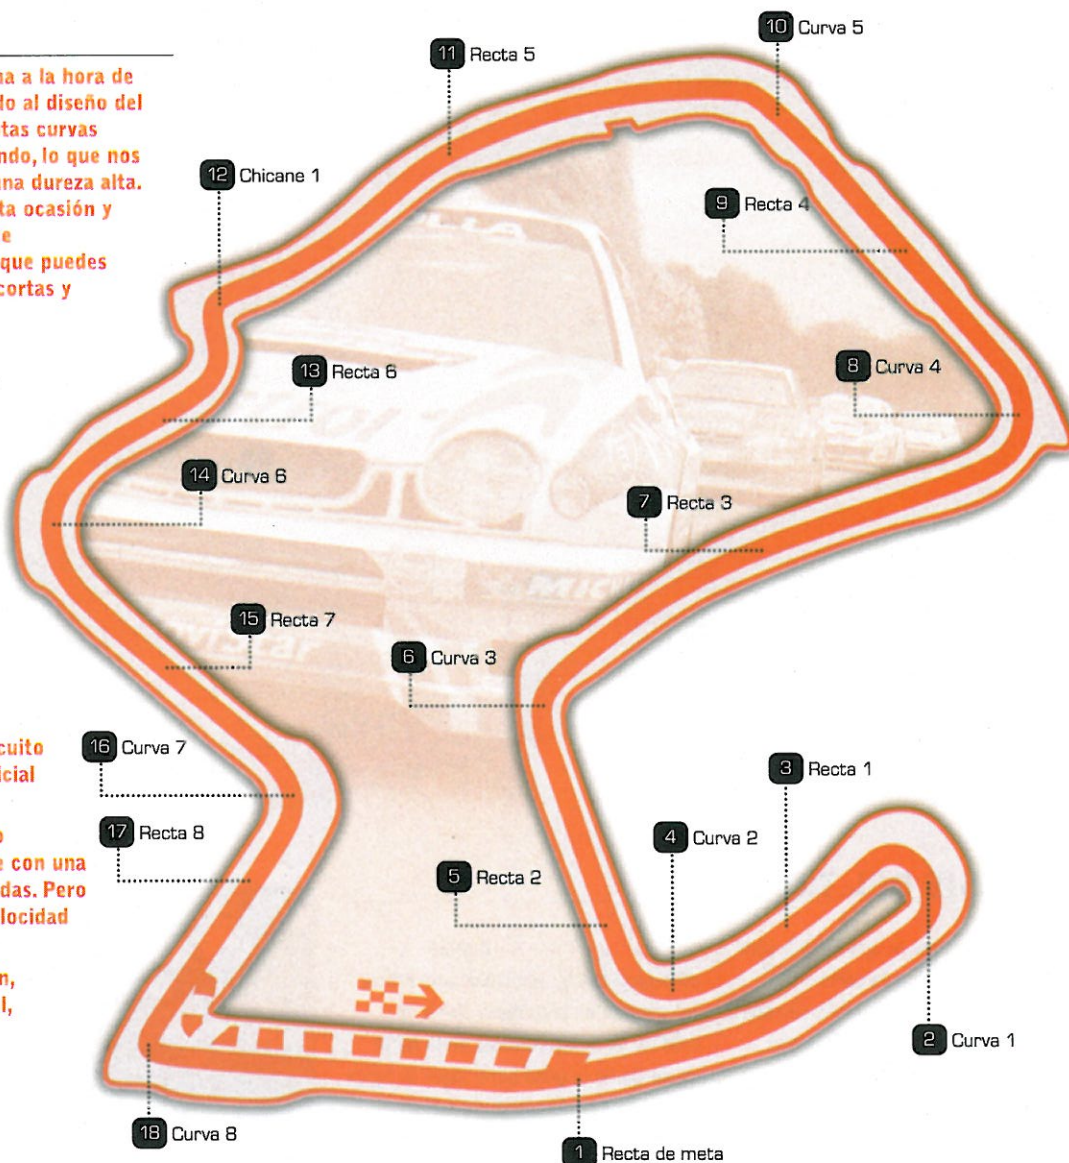 na a la hora de
do al diseño del
tas curvas
ndo, lo que nos
una dureza alta.
ta ocasión y
e
que puedes
cortas y
10 Curva 5
11 Recta 5
12 Chicane 1
9 Recta 4
13 Recta 6
8 Curva 4
14 Curva 6
7 Recta 3
15 Recta 7
6 Curva 3
cuito
cial
o
e con una
das. Pero
locidad
n,
l,
16 Curva 7
3 Recta 1
17 Recta 8
4 Curva 2
5 Recta 2
2 Curva 1
18 Curva 8
1 Recta de meta